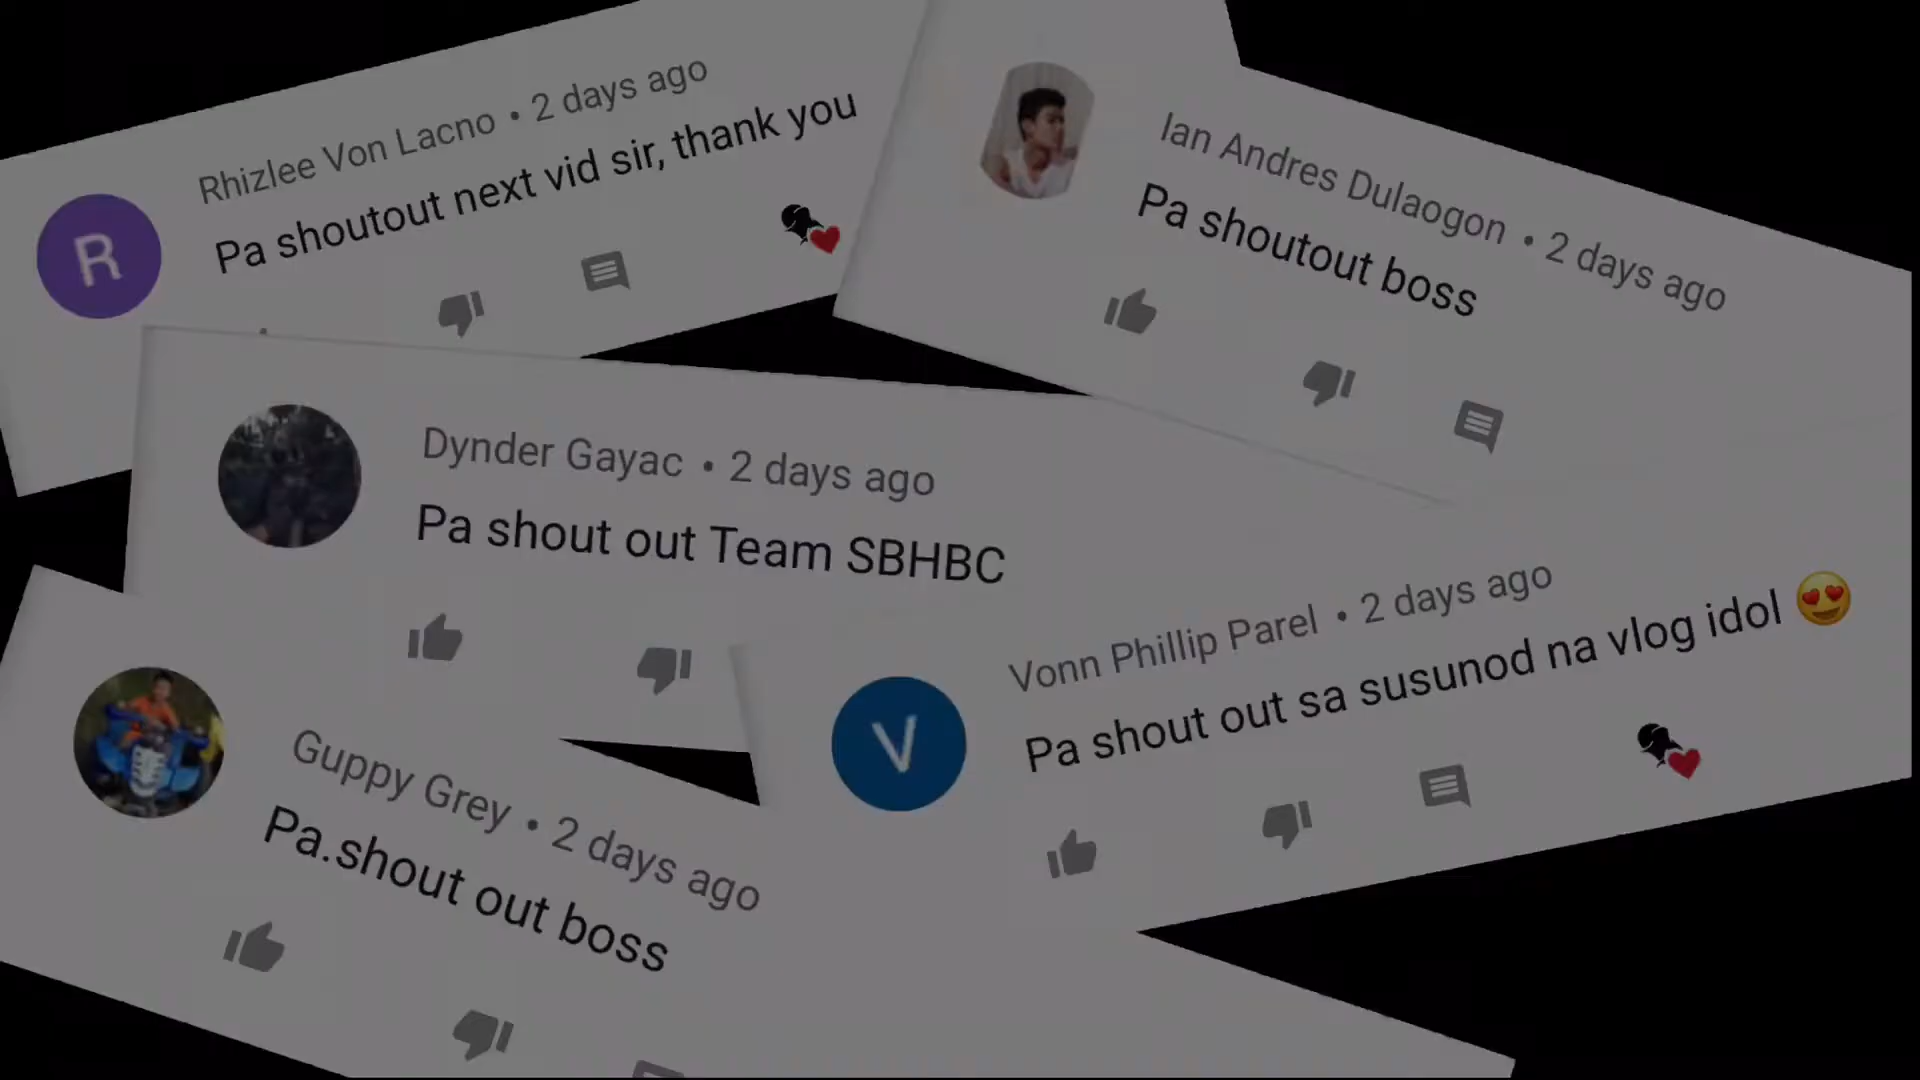 Rhizlee Von Lacno • 2 days ago
Pa shoutout next vid sir, thank you
R
Ian Andres Dulaogon • 2 days ago
Pa shoutout boss
Dynder Gayac • 2 days ago
Pa shout out Team SBHBC
Vonn Phillip Parel • 2 days ago
Pa shout out sa susunod na vlog idol 😍
V
Guppy Grey • 2 days ago
Pa.shout out boss